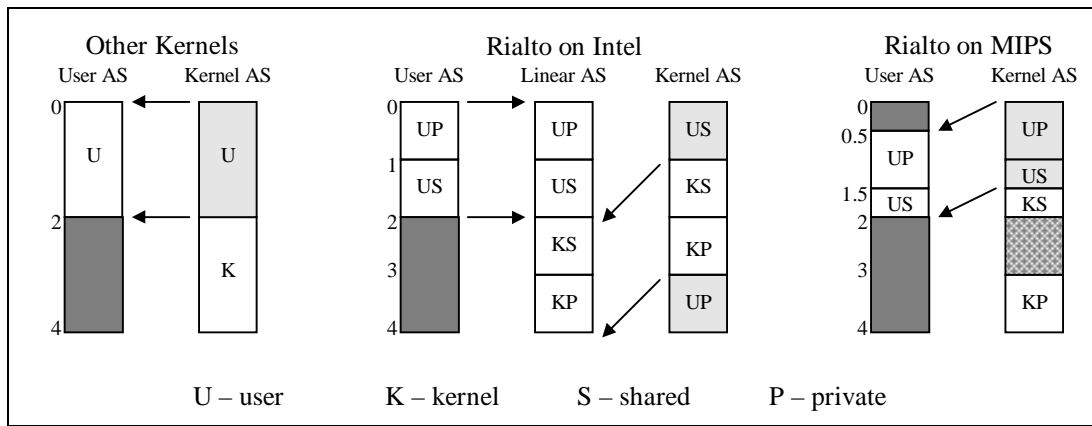 Other Kernels
Rialto on Intel
Rialto on MIPS
User AS Kernel AS
User AS Linear AS Kernel AS
User AS Kernel AS
0
2
4
U
U
K
0
1
2
3
4
UP
US
UP
US
KS
KP
US
KS
KP
UP
0
0.5
1.5
2
3
4
UP
US
UP
US
KS
KP
U – user K – kernel S – shared P – private